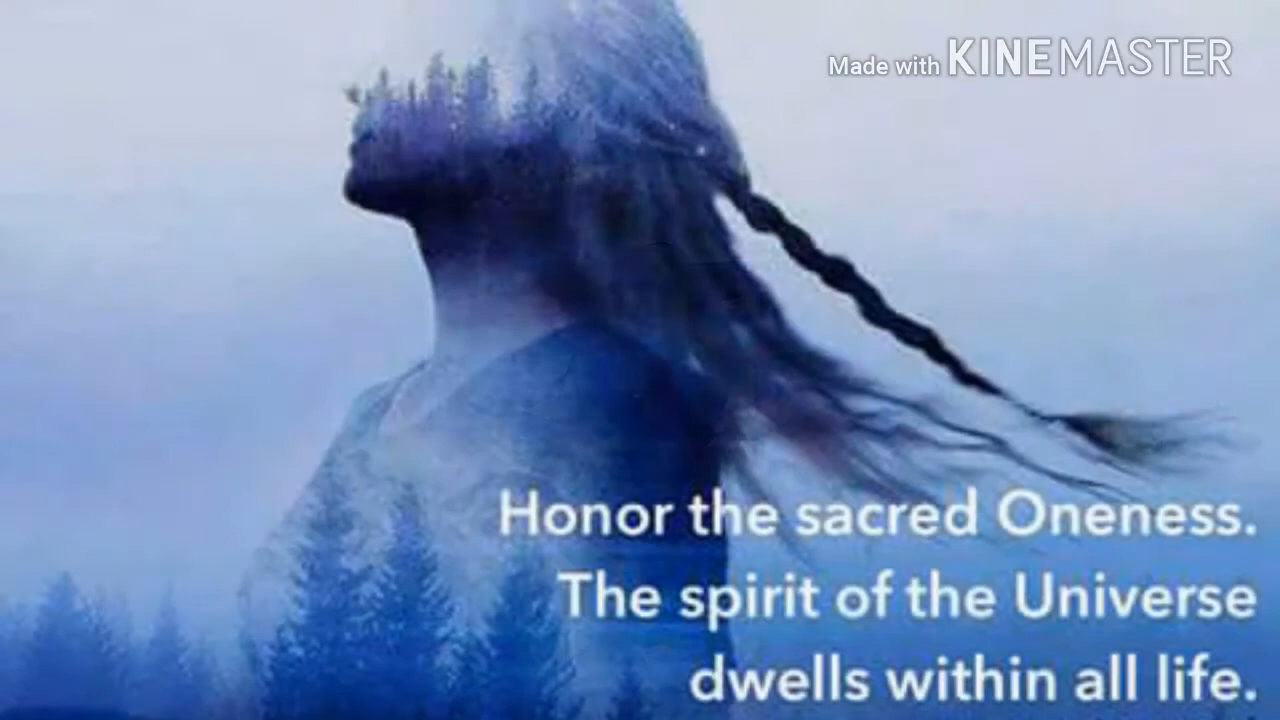 Made with KINEMASTER
Honor the sacred Oneness.
The spirit of the Universe
dwells within all life.